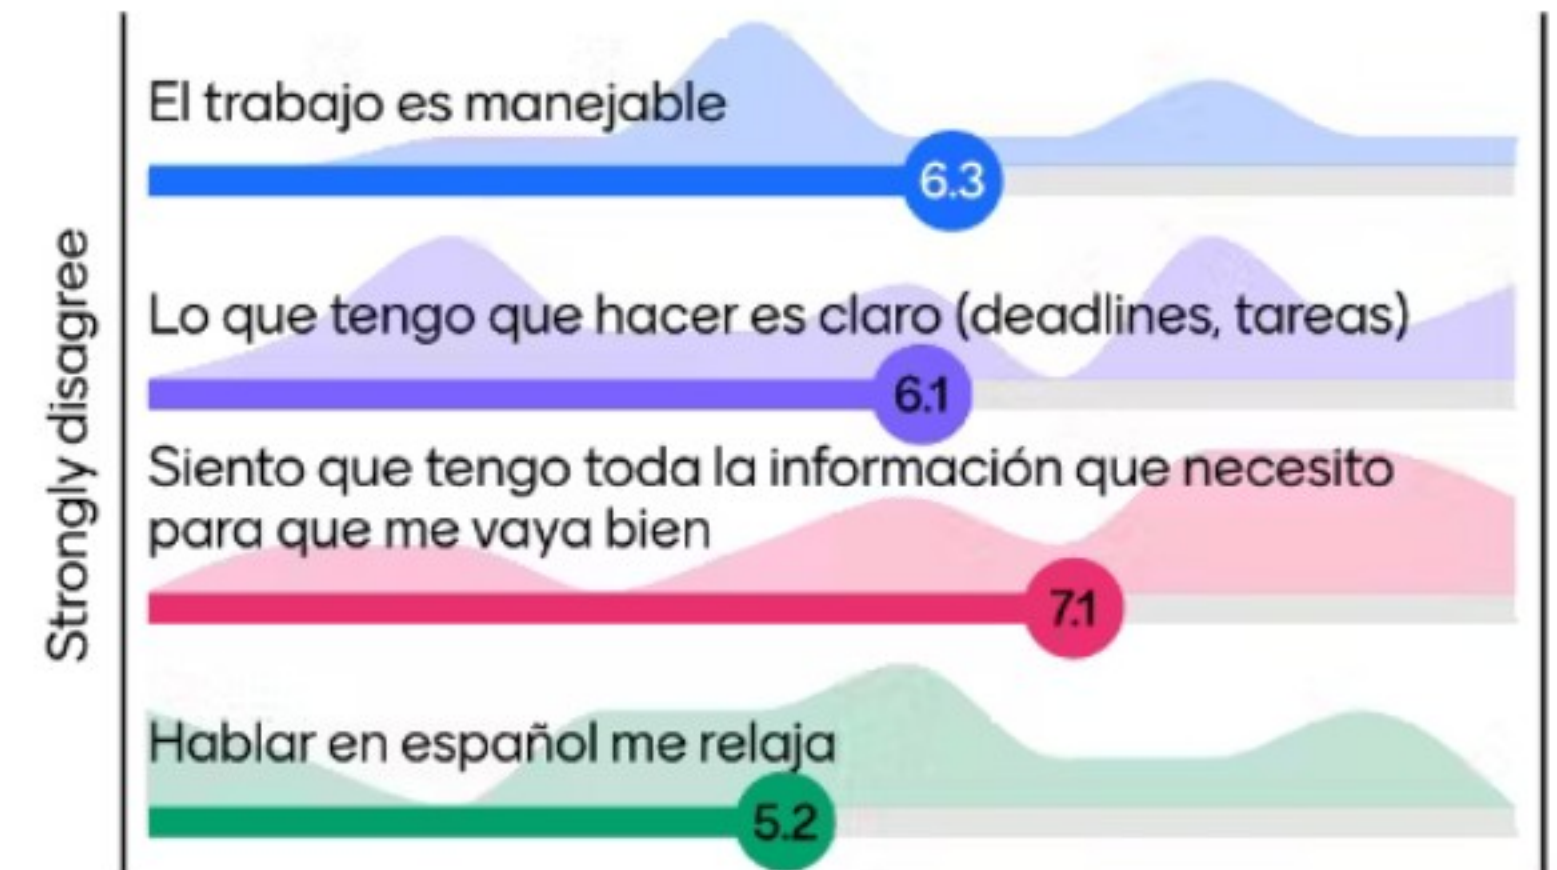 Strongly disagree
El trabajo es manejable
6.3
Lo que tengo que hacer es claro (deadlines, tareas)
6.1
Siento que tengo toda la información que necesito
para que me vaya bien
7.1
Hablar en español me relaja
5.2